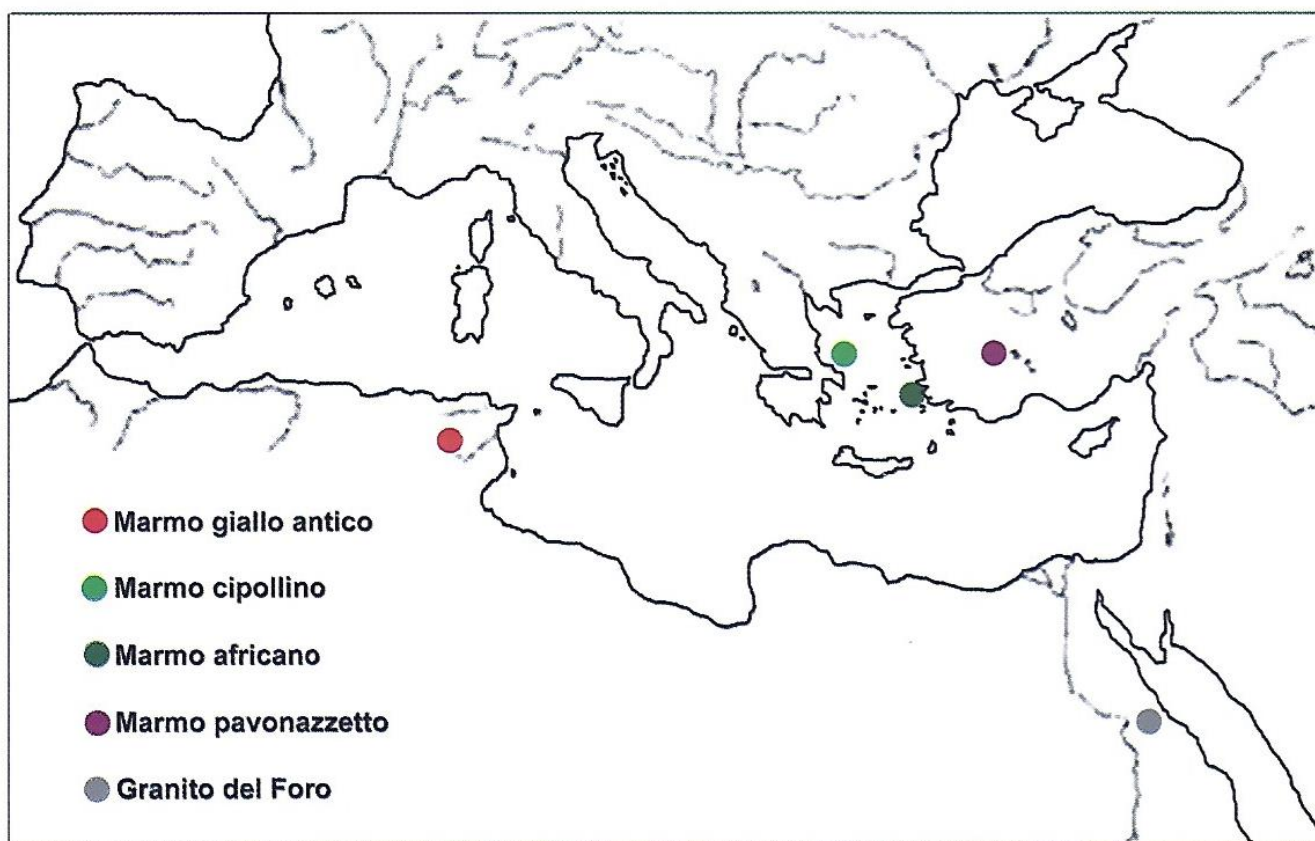 Marmo giallo antico
Marmo cipollino
Marmo africano
Marmo pavonazzetto
Granito del Foro